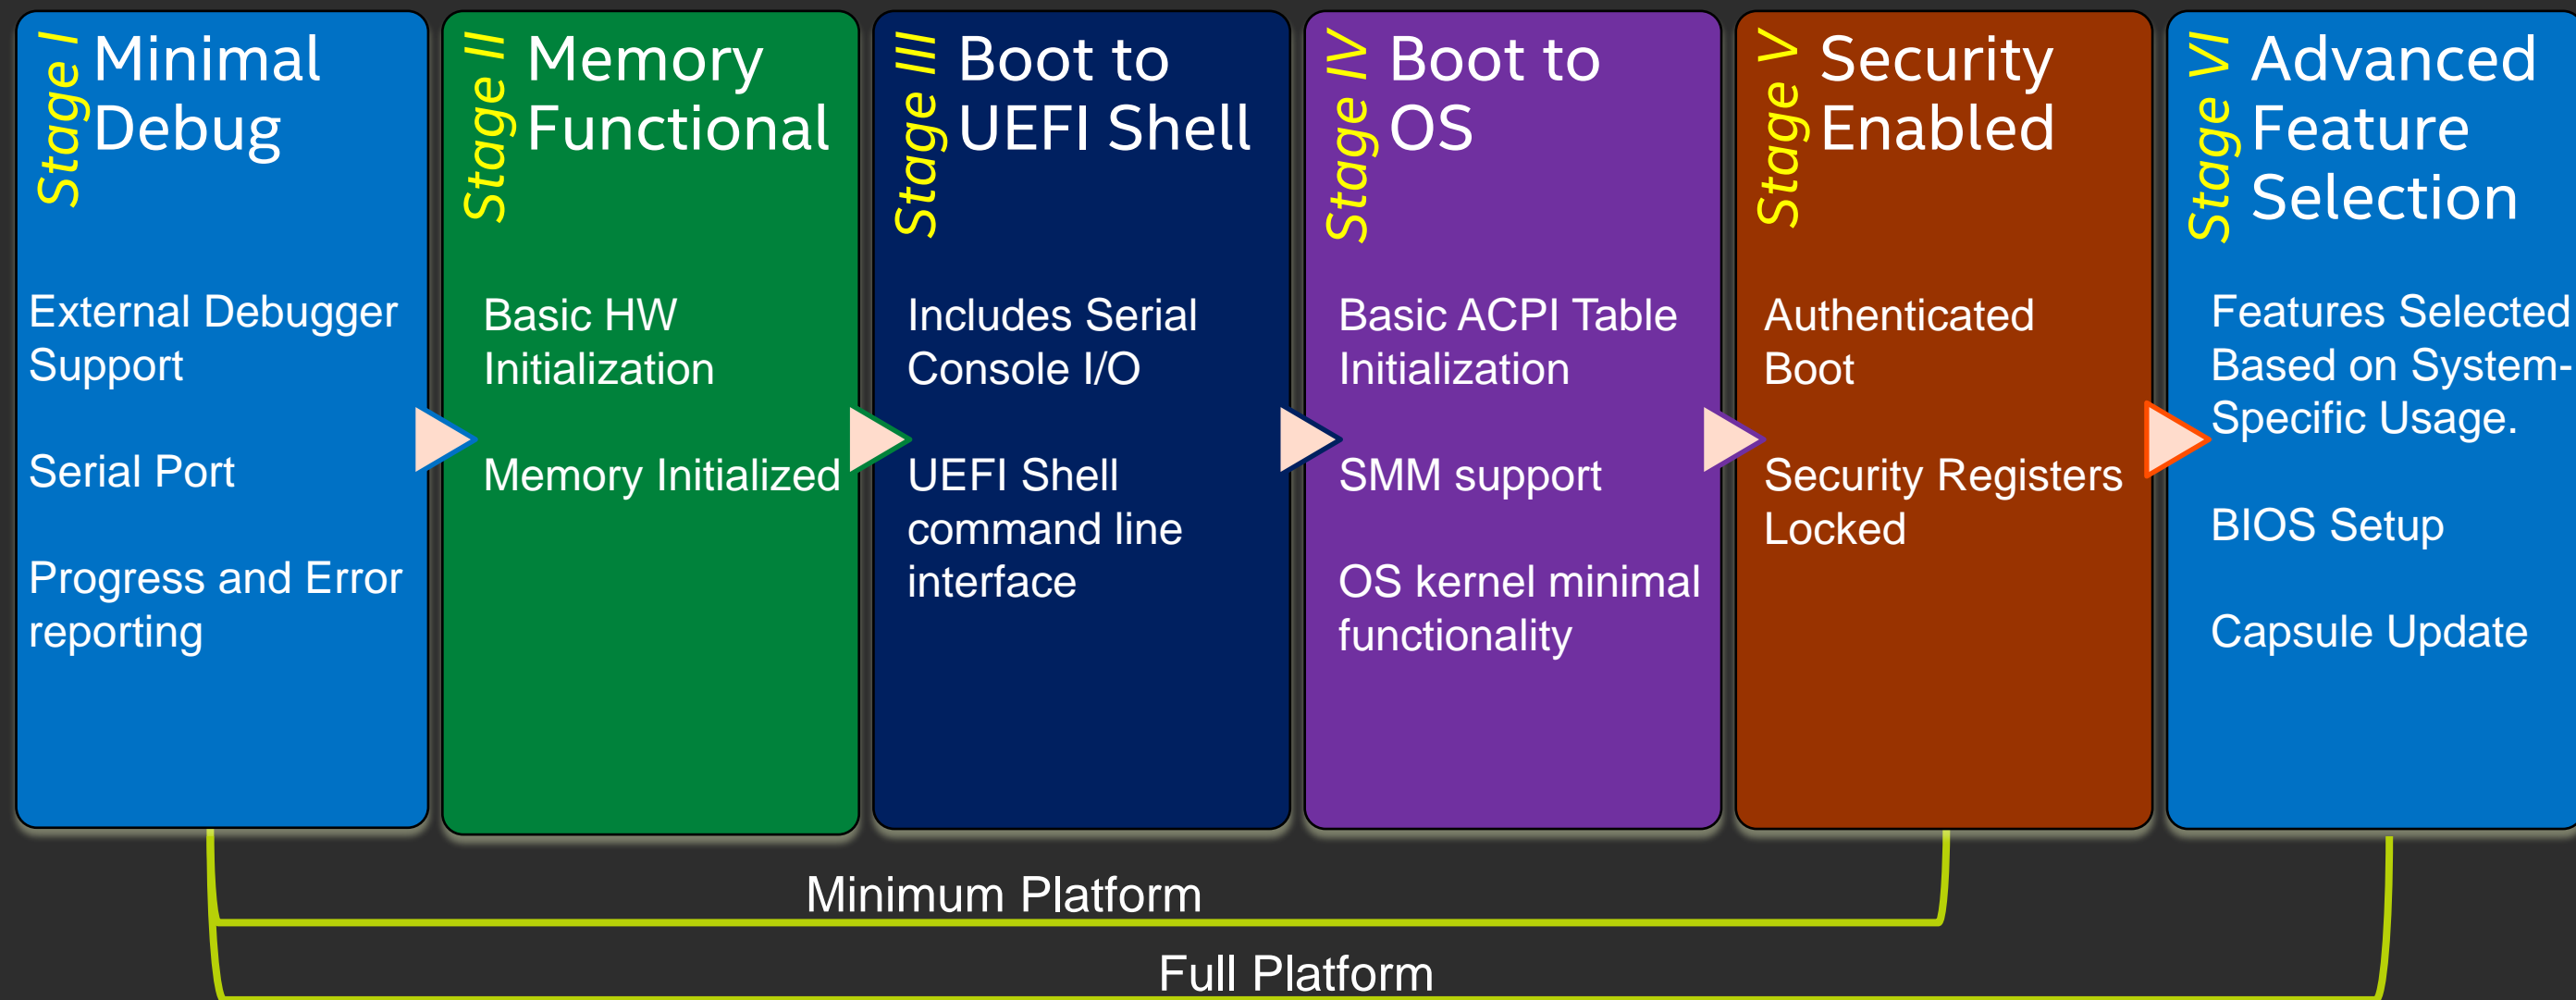 Stage I
Minimal
Debug
External Debugger
Support
Serial Port
Progress and Error
reporting
Stage II
Memory
Functional
Basic HW
Initialization
Memory Initialized
Stage III
Boot to
UEFI Shell
Includes Serial
Console I/O
UEFI Shell
command line
interface
Stage IV
Boot to
OS
Basic ACPI Table
Initialization
SMM support
OS kernel minimal
functionality
Stage V
Security
Enabled
Authenticated
Boot
Security Registers
Locked
Stage VI
Advanced
Feature
Selection
Features Selected
Based on System-
Specific Usage.
BIOS Setup
Capsule Update
Minimum Platform
Full Platform